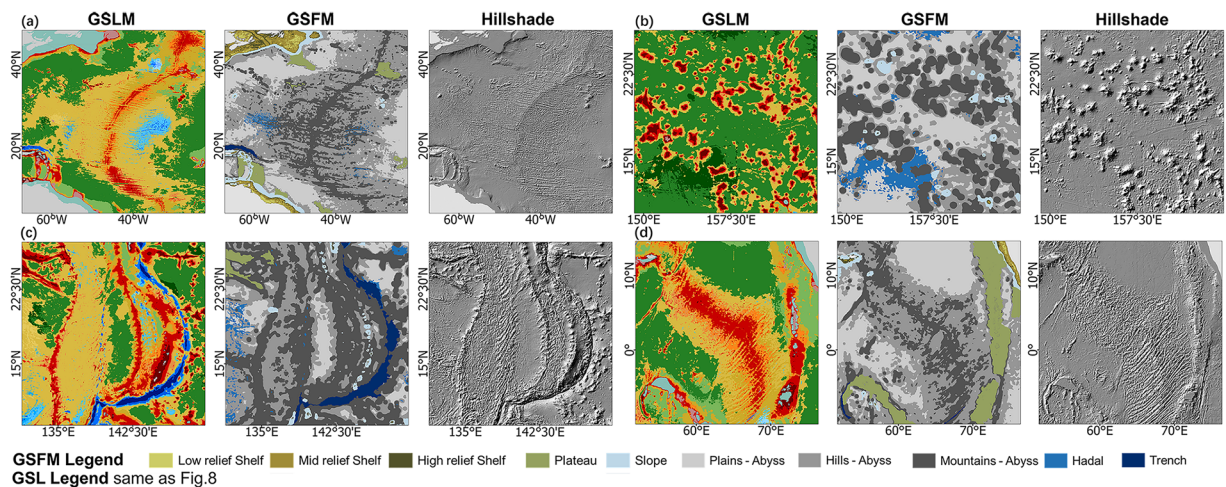 (a) GSLM GSFM Hillshade
40°N 40°N 40°N
20°N 20°N 20°N
60°W 40°W 60°W 40°W 40°W
(b) GSLM GSFM Hillshade
22°30'N 22°30'N 22°30'N
15°N 15°N 15°N
150°E 157°30'E 150°E 157°30'E 150°E 157°30'E
(c)
22°30'N 22°30'N 22°30'N
15°N 15°N 15°N
135°E 142°30'E 135°E 142°30'E 135°E 142°30'E
(d)
10°N 10°N 10°N
0° 0° 0°
60°E 70°E 60°E 70°E 60°E 70°E
GSFM Legend Low relief Shelf Mid relief Shelf High relief Shelf Plateau Slope Plains - Abyss Hills - Abyss Mountains - Abyss Hadal Trench
GSL Legend same as Fig.8